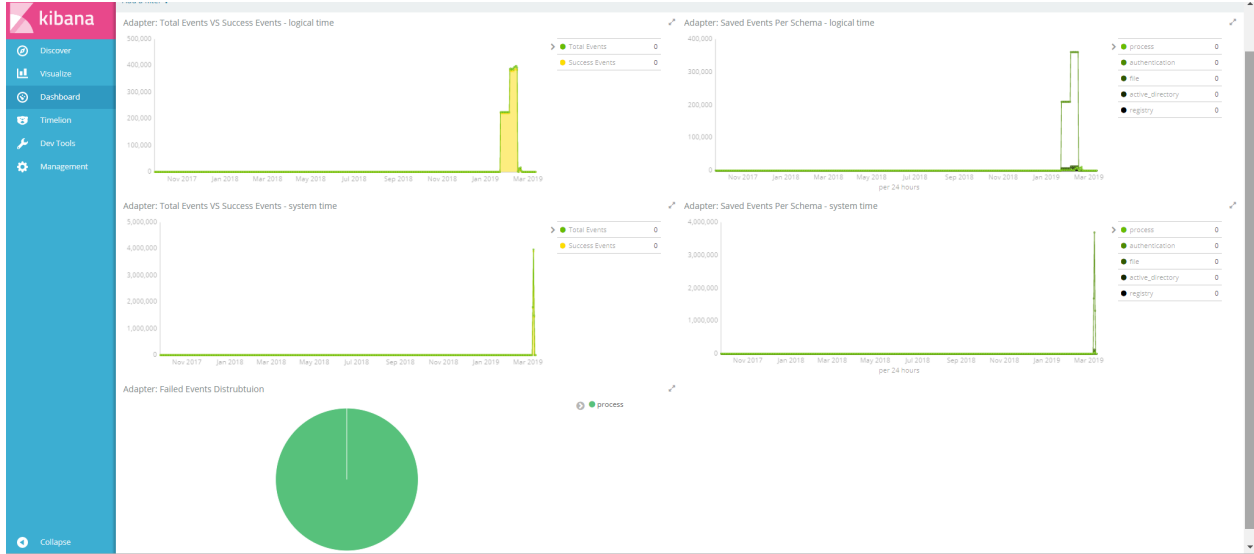 kibana
Discover
Visualize
Dashboard
Timelion
Dev Tools
Management
Collapse
Adapter: Total Events VS Success Events - logical time
500,000
400,000
300,000
200,000
100,000
0
Nov 2017 Jan 2018 Mar 2018 May 2018 Jul 2018 Sep 2018 Nov 2018 Jan 2019 Mar 2019
Total Events 0
Success Events 0
Adapter: Saved Events Per Schema - logical time
400,000
300,000
200,000
100,000
0
Nov 2017 Jan 2018 Mar 2018 May 2018 Jul 2018 Sep 2018 Nov 2018 Jan 2019 Mar 2019
per 24 hours
process 0
authentication 0
file 0
active_directory 0
registry 0
Adapter: Total Events VS Success Events - system time
5,000,000
4,000,000
3,000,000
2,000,000
1,000,000
0
Nov 2017 Jan 2018 Mar 2018 May 2018 Jul 2018 Sep 2018 Nov 2018 Jan 2019 Mar 2019
Total Events 0
Success Events 0
Adapter: Saved Events Per Schema - system time
4,000,000
3,000,000
2,000,000
1,000,000
0
Nov 2017 Jan 2018 Mar 2018 May 2018 Jul 2018 Sep 2018 Nov 2018 Jan 2019 Mar 2019
per 24 hours
process 0
authentication 0
file 0
active_directory 0
registry 0
Adapter: Failed Events Distrubtuion
process